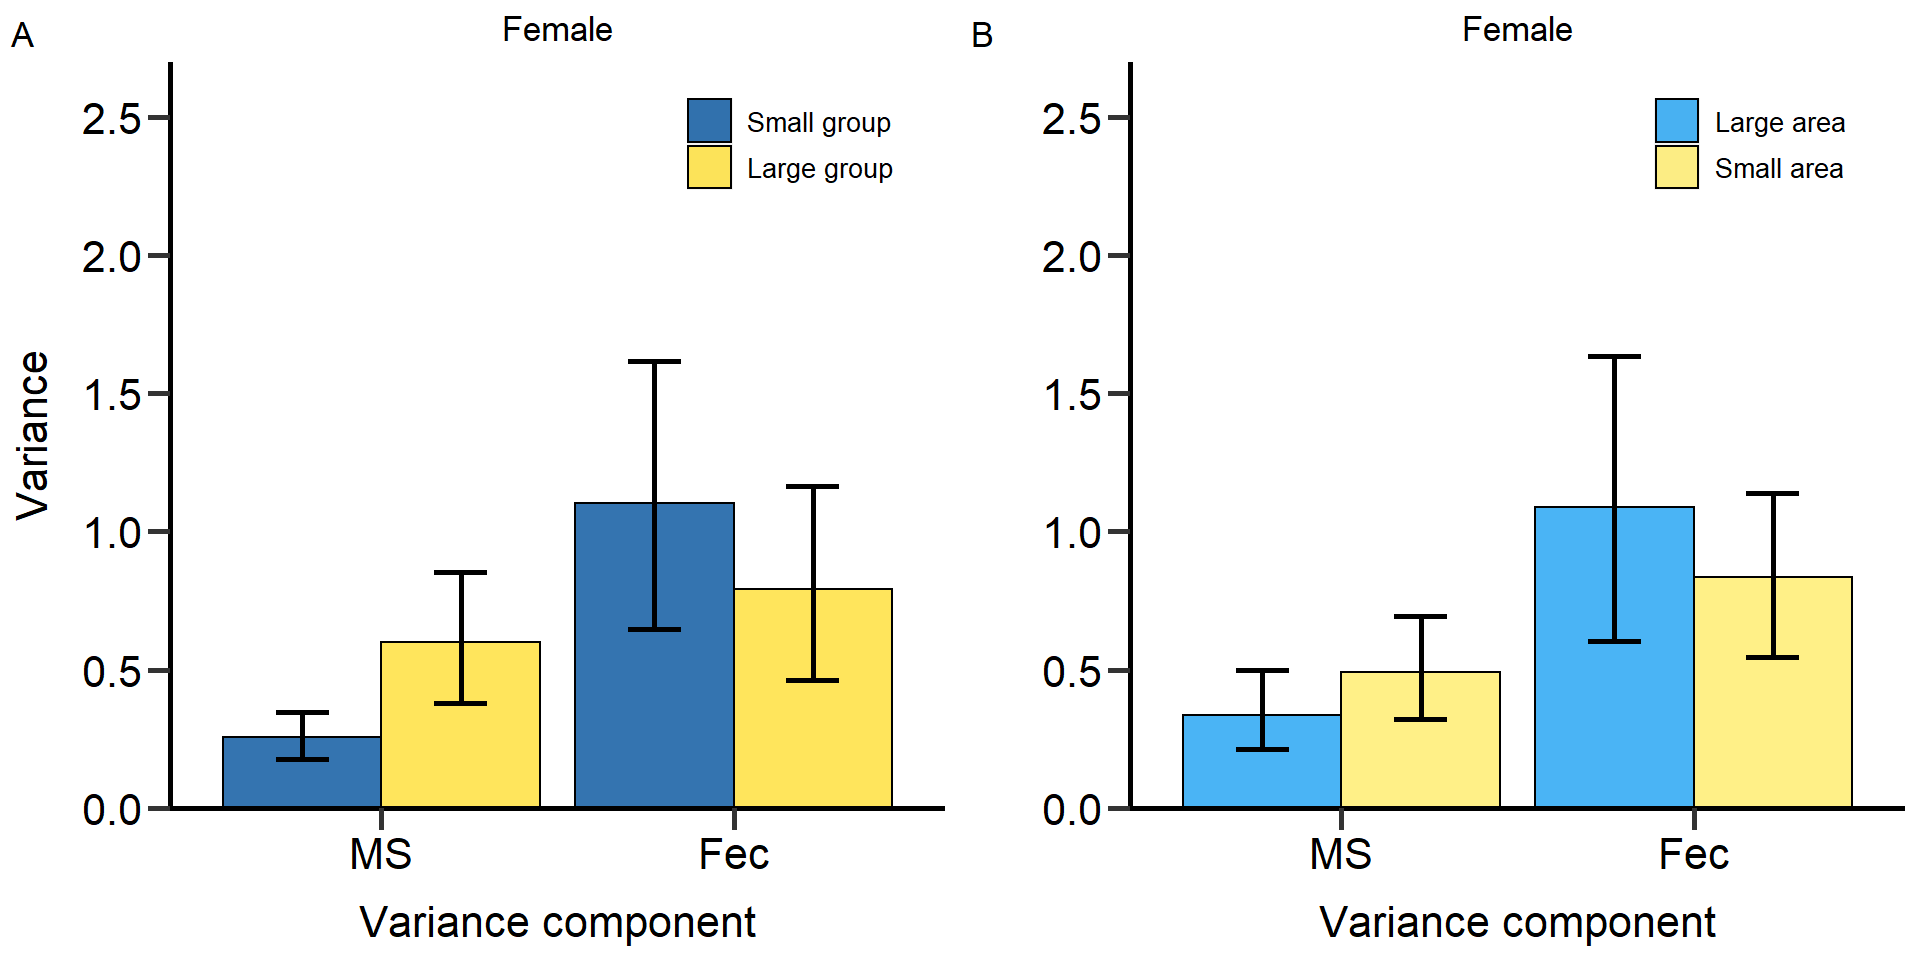 A
Female
Small group
Large group
2.5
2.0
1.5
1.0
0.5
0.0
Variance
MS
Fec
Variance component
B
Female
Large area
Small area
2.5
2.0
1.5
1.0
0.5
0.0
MS
Fec
Variance component